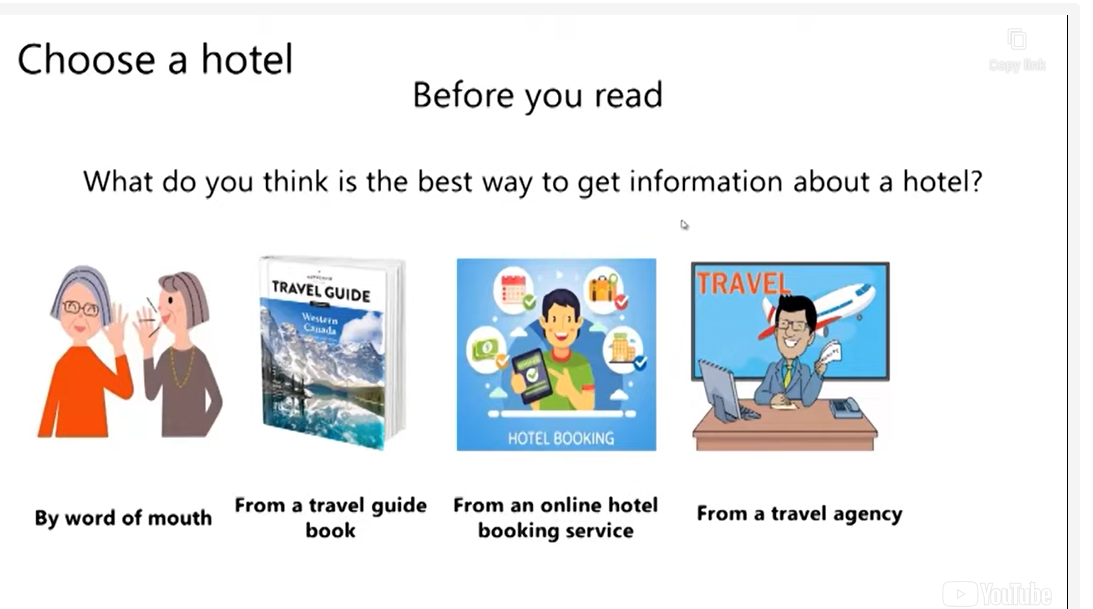 Choose a hotel
Copy link
Before you read
What do you think is the best way to get information about a hotel?
TRAVEL GUIDE
Western
Canada
HOTEL BOOKING
TRAVEL
By word of mouth
From a travel guide
book
From an online hotel
booking service
From a travel agency
YouTube